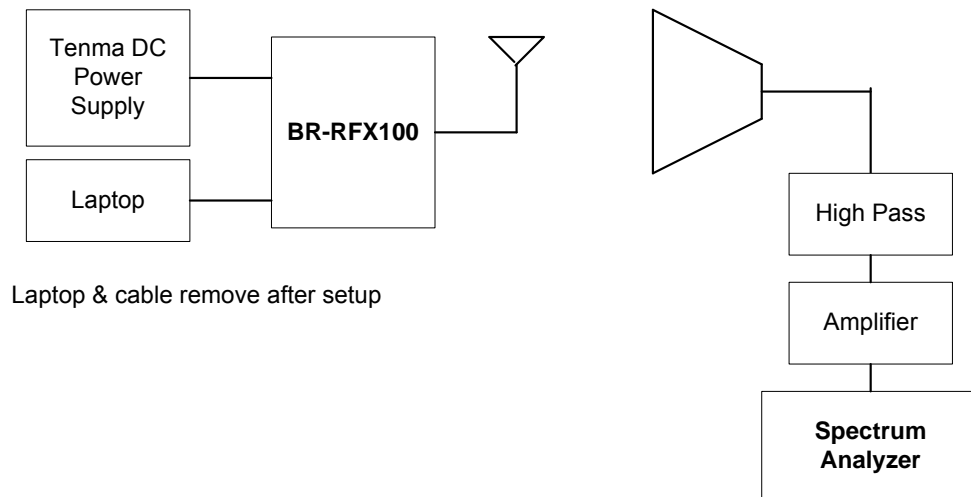 Tenma DC
Power
Supply
BR-RFX100
Laptop
High Pass
Laptop & cable remove after setup
Amplifier
Spectrum
Analyzer